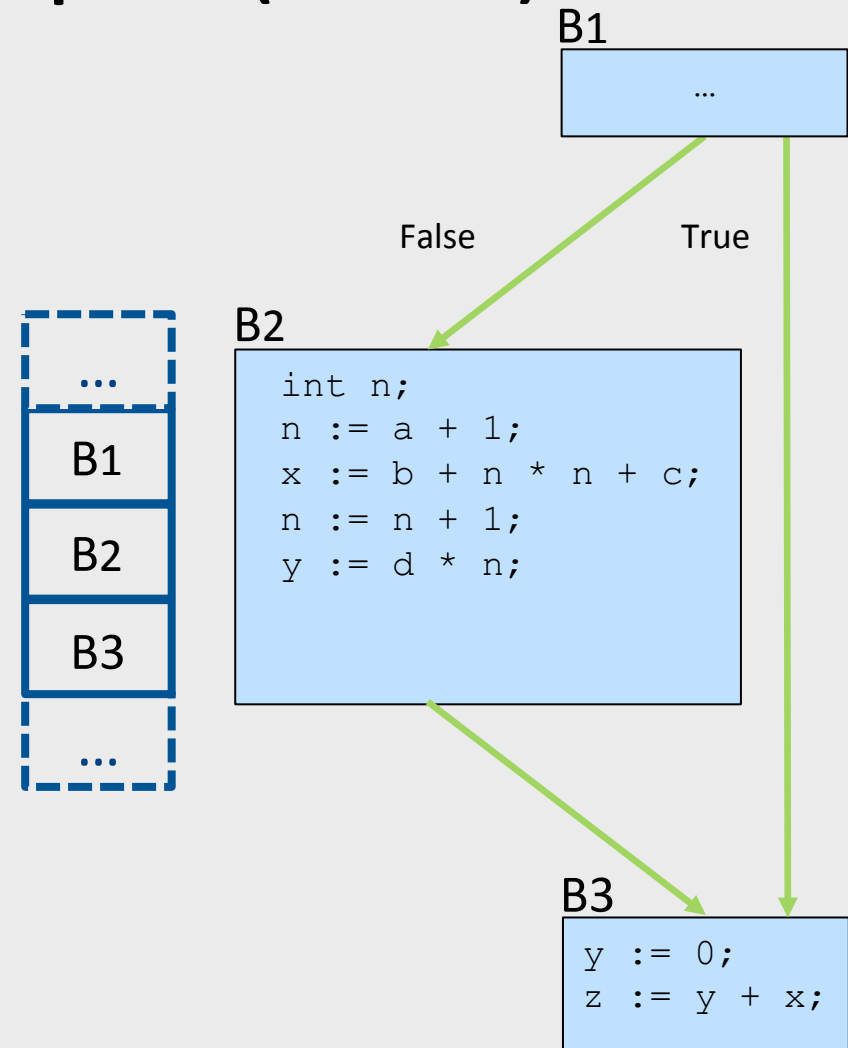 B1
…
False
True
B2
int n;
n := a + 1;
x := b + n * n + c;
n := n + 1;
y := d * n;
…
B1
B2
B3
…
B3
y := 0;
z := y + x;